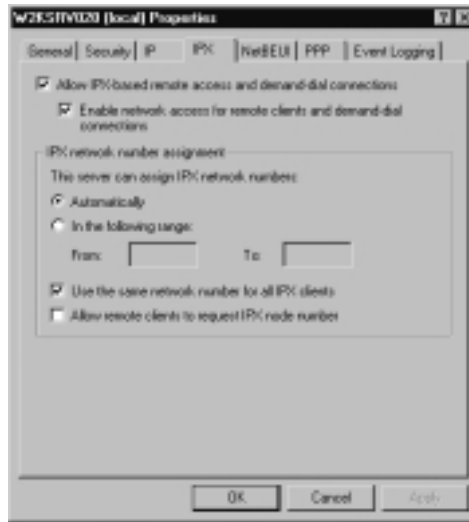 W2KSRV020 (local) Properties
General Security IP IPX NetBEUI PPP Event Logging
Allow IPX-based remote access and demand-dial connections
Enable network access for remote clients and demand-dial
connections
IPX network number assignment
This server can assign IPX network numbers:
Automatically
In the following range:
From: To:
Use the same network number for all IPX clients
Allow remote clients to request IPX node number
OK Cancel Apply